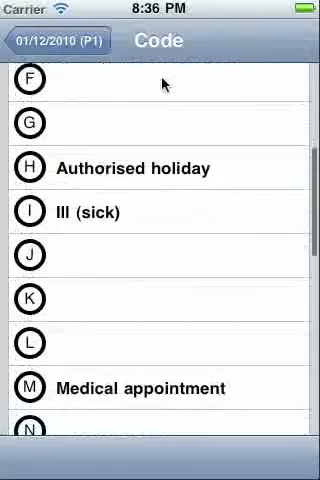 Carrier 8:36 PM
01/12/2010 (P1) Code
F
G
H Authorised holiday
I Ill (sick)
J
K
L
M Medical appointment
N